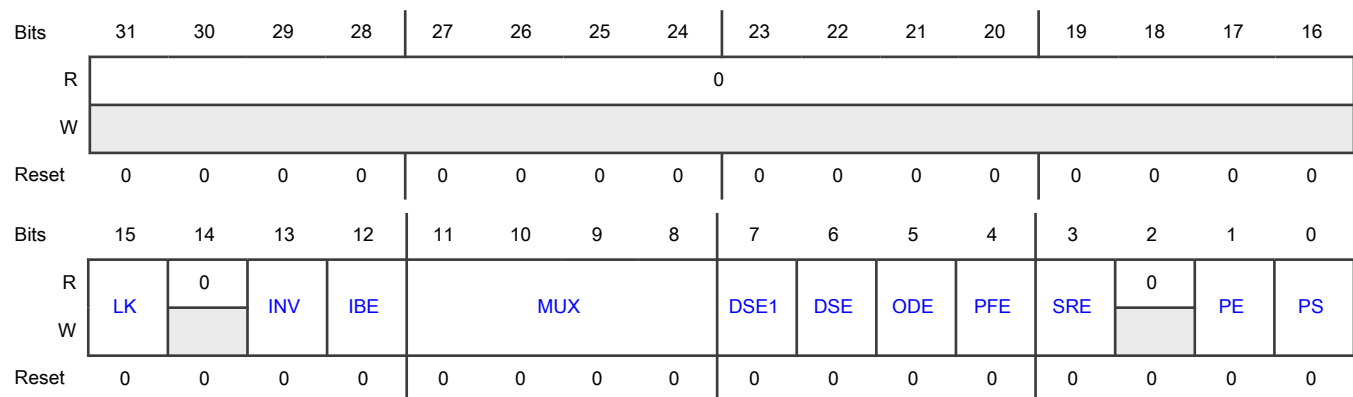 Bits 31 30 29 28 27 26 25 24 23 22 21 20 19 18 17 16
R 0
W
Reset 0 0 0 0 0 0 0 0 0 0 0 0 0 0 0 0
Bits 15 14 13 12 11 10 9 8 7 6 5 4 3 2 1 0
R 0 0
LK INV IBE MUX DSE1 DSE ODE PFE SRE PE PS
W
Reset 0 0 0 0 0 0 0 0 0 0 0 0 0 0 0 0